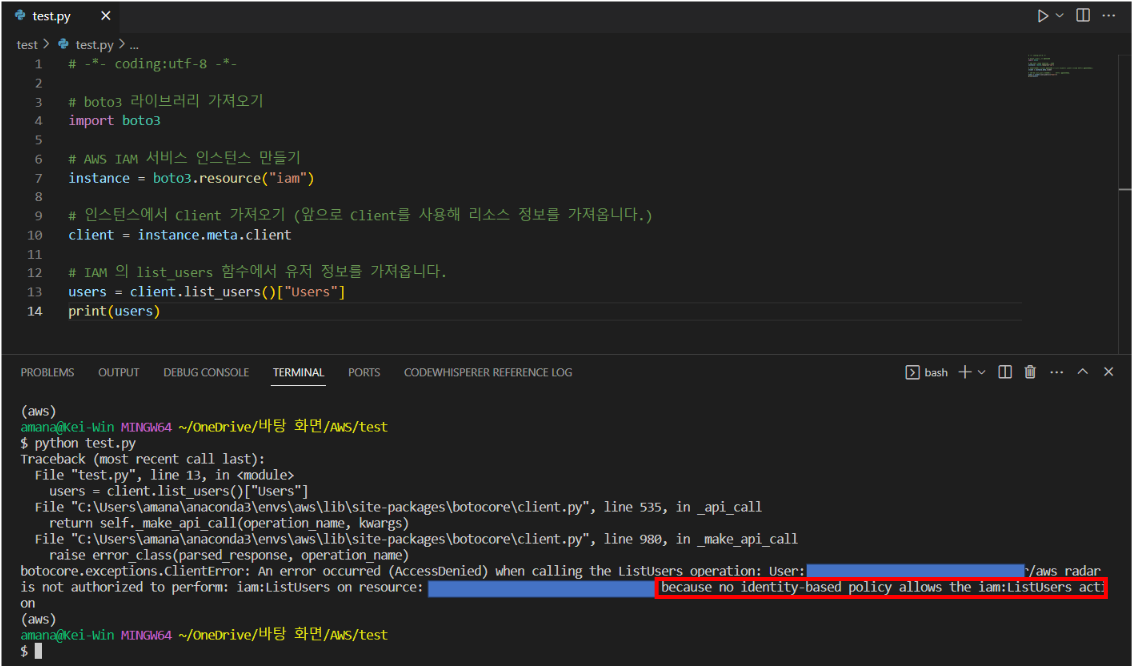 test.py
test > test.py > ...
1 # -*- coding:utf-8 -*-
2
3 # boto3 라이브러리 가져오기
4 import boto3
5
6 # AWS IAM 서비스 인스턴스 만들기
7 instance = boto3.resource("iam")
8
9 # 인스턴스에서 Client 가져오기 (앞으로 Client를 사용해 리소스 정보를 가져옵니다.)
10 client = instance.meta.client
11
12 # IAM 의 list_users 함수에서 유저 정보를 가져옵니다.
13 users = client.list_users()["Users"]
14 print(users)
PROBLEMS OUTPUT DEBUG CONSOLE TERMINAL PORTS CODEWHISPERER REFERENCE LOG bash
(aws)
amana@Kei-Win MINGW64 ~/OneDrive/바탕 화면/AWS/test
$ python test.py
Traceback (most recent call last):
File "test.py", line 13, in <module>
users = client.list_users()["Users"]
File "C:\Users\amana\anaconda3\envs\aws\lib\site-packages\botocore\client.py", line 535, in _api_call
return self._make_api_call(operation_name, kwargs)
File "C:\Users\amana\anaconda3\envs\aws\lib\site-packages\botocore\client.py", line 980, in _make_api_call
raise error_class(parsed_response, operation_name)
botocore.exceptions.ClientError: An error occurred (AccessDenied) when calling the ListUsers operation: User: r/aws radar
is not authorized to perform: iam:ListUsers on resource: because no identity-based policy allows the iam:ListUsers acti
on
(aws)
amana@Kei-Win MINGW64 ~/OneDrive/바탕 화면/AWS/test
$